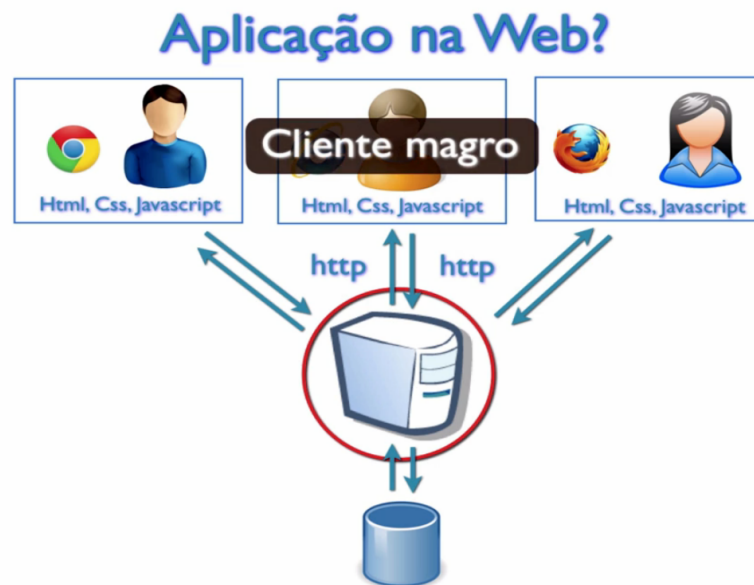 Aplicação na Web?
Cliente magro
Html, Css, Javascript
Html, Css, Javascript
Html, Css, Javascript
http
http